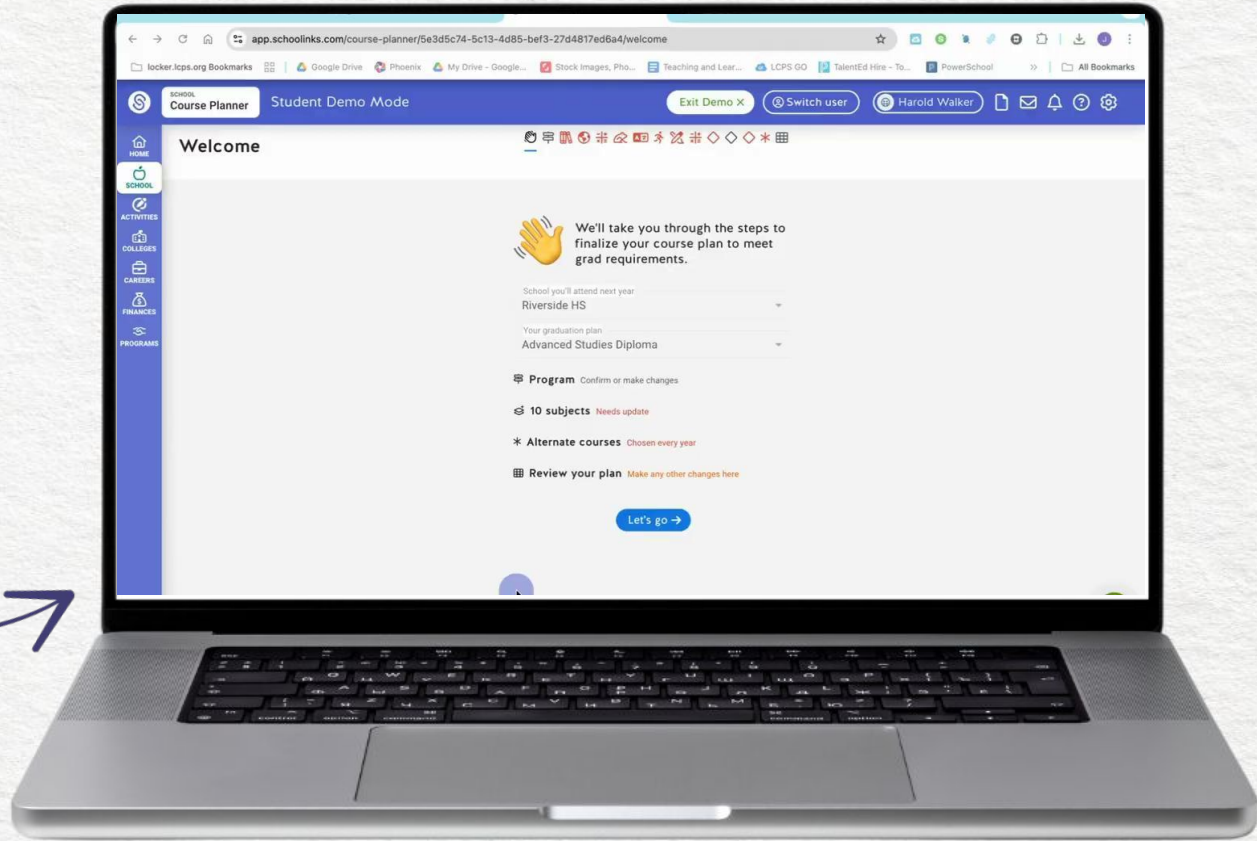 app.schoolinks.com/course-planner/5e3d5c74-5c13-4d85-bef3-27d4817ed6a4/welcome
locker.lcps.org Bookmarks Google Drive Phoenix My Drive - Google... Stock Images, Pho... Teaching and Lear... LCPS GO TalentEd Hire - To... PowerSchool » All Bookmarks
SCHOOL
Course Planner
Student Demo Mode
Exit Demo ×
Switch user
Harold Walker
HOME
SCHOOL
ACTIVITIES
COLLEGES
CAREERS
FINANCES
PROGRAMS
Welcome
We'll take you through the steps to
finalize your course plan to meet
grad requirements.
School you'll attend next year
Riverside HS
Your graduation plan
Advanced Studies Diploma
Program Confirm or make changes
10 subjects Needs update
Alternate courses Chosen every year
Review your plan Make any other changes here
Let's go →